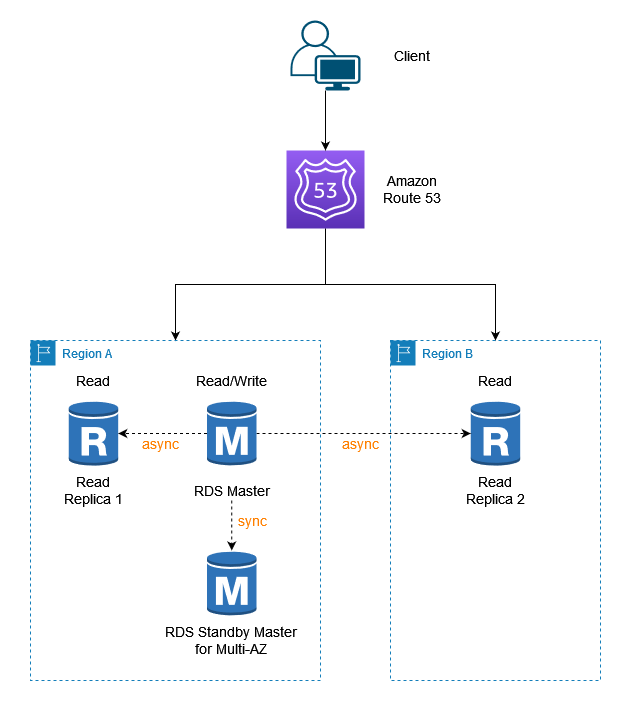 Client
53
Amazon
Route 53
Region A
Region B
Read
Read/Write
Read
R
M
R
async
async
Read
Replica 1
RDS Master
Read
Replica 2
sync
M
RDS Standby Master
for Multi-AZ